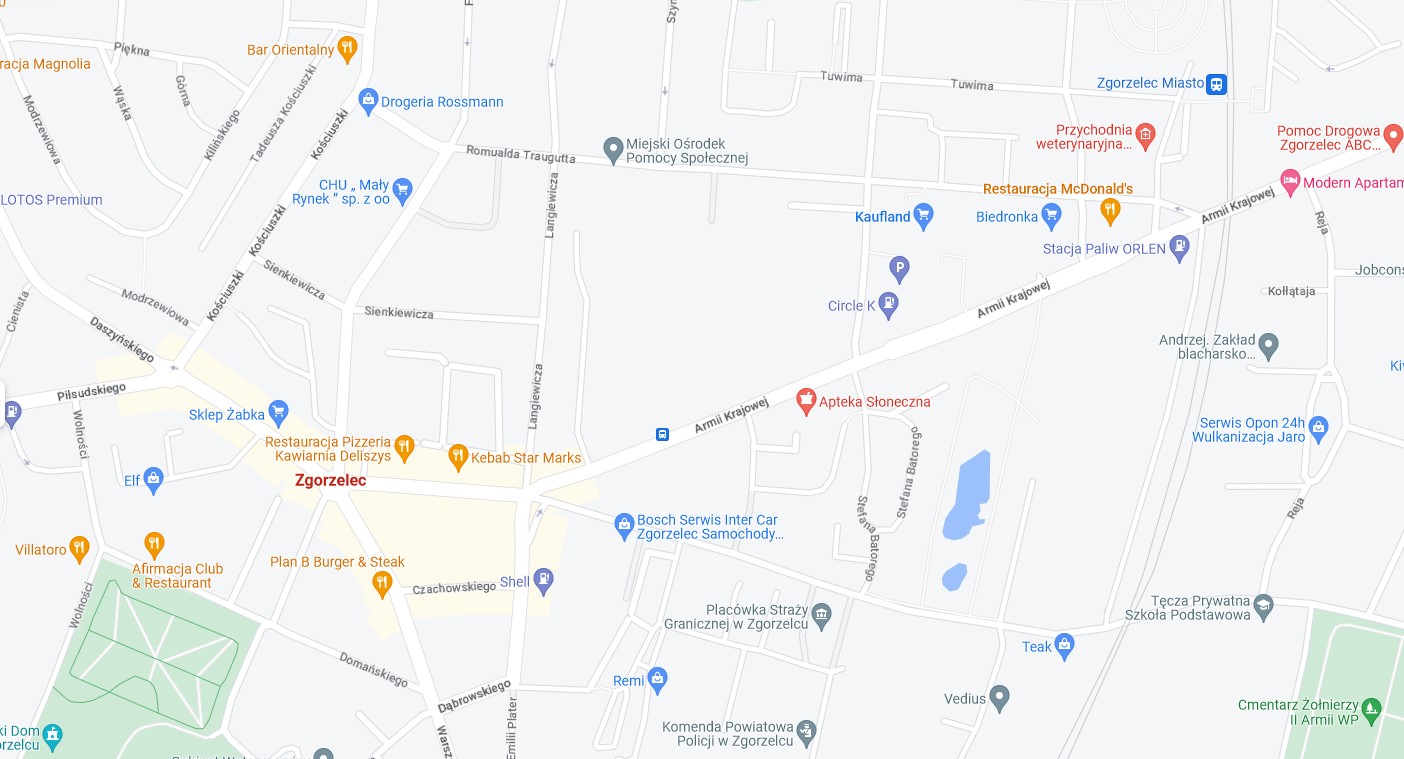 Piękna
Bar Orientalny
racja Magnolia
Górna
Wąska
Modrzewiowa
Kilińskiego
Tadeusza Kościuszki
Kościuszki
Drogeria Rossmann
Szyn
Tuwima
Tuwima
Zgorzelec Miasto
Romualda Traugutta
Miejski Ośrodek
Pomocy Społecznej
Przychodnia
weterynaryjna...
Pomoc Drogowa
Zgorzelec ABC...
LOTOS Premium
CHU „ Mały
Rynek " sp. z oo
Langiewicza
Restauracja McDonald's
Kaufland
Biedronka
Stacja Paliw ORLEN
Armii Krajowej
Modern Apartam
Reja
Kościuszki
Kościuszki
Sienkiewicza
Sienkiewicza
Modrzewiowa
Cienista
Daszyńskiego
P
Circle K
Armii Krajowej
Jobcons
Kołłątaja
Andrzej. Zakład
blacharsko...
Kiw
Piłsudskiego
Wolności
Sklep Żabka
Restauracja Pizzeria
Kawiarnia Deliszys
Kebab Star Marks
Langiewicza
Armii Krajowej
Apteka Słoneczna
Serwis Opon 24h
Wulkanizacja Jaro
Elf
Zgorzelec
Stefana Batorego
Stefana Batorego
Reja
Bosch Serwis Inter Car
Zgorzelec Samochody...
Villatoro
Afirmacja Club
& Restaurant
Plan B Burger & Steak
Czachowskiego
Shell
Wolności
Placówka Straży
Granicznej w Zgorzelcu
Tęcza Prywatna
Szkoła Podstawowa
Teak
Domańskiego
Dąbrowskiego
Remi
Vedius
Cmentarz Żołnierzy
II Armii WP
Komenda Powiatowa
Policji w Zgorzelcu
ki Dom
orzelcu
Warsz
Emilii Plater